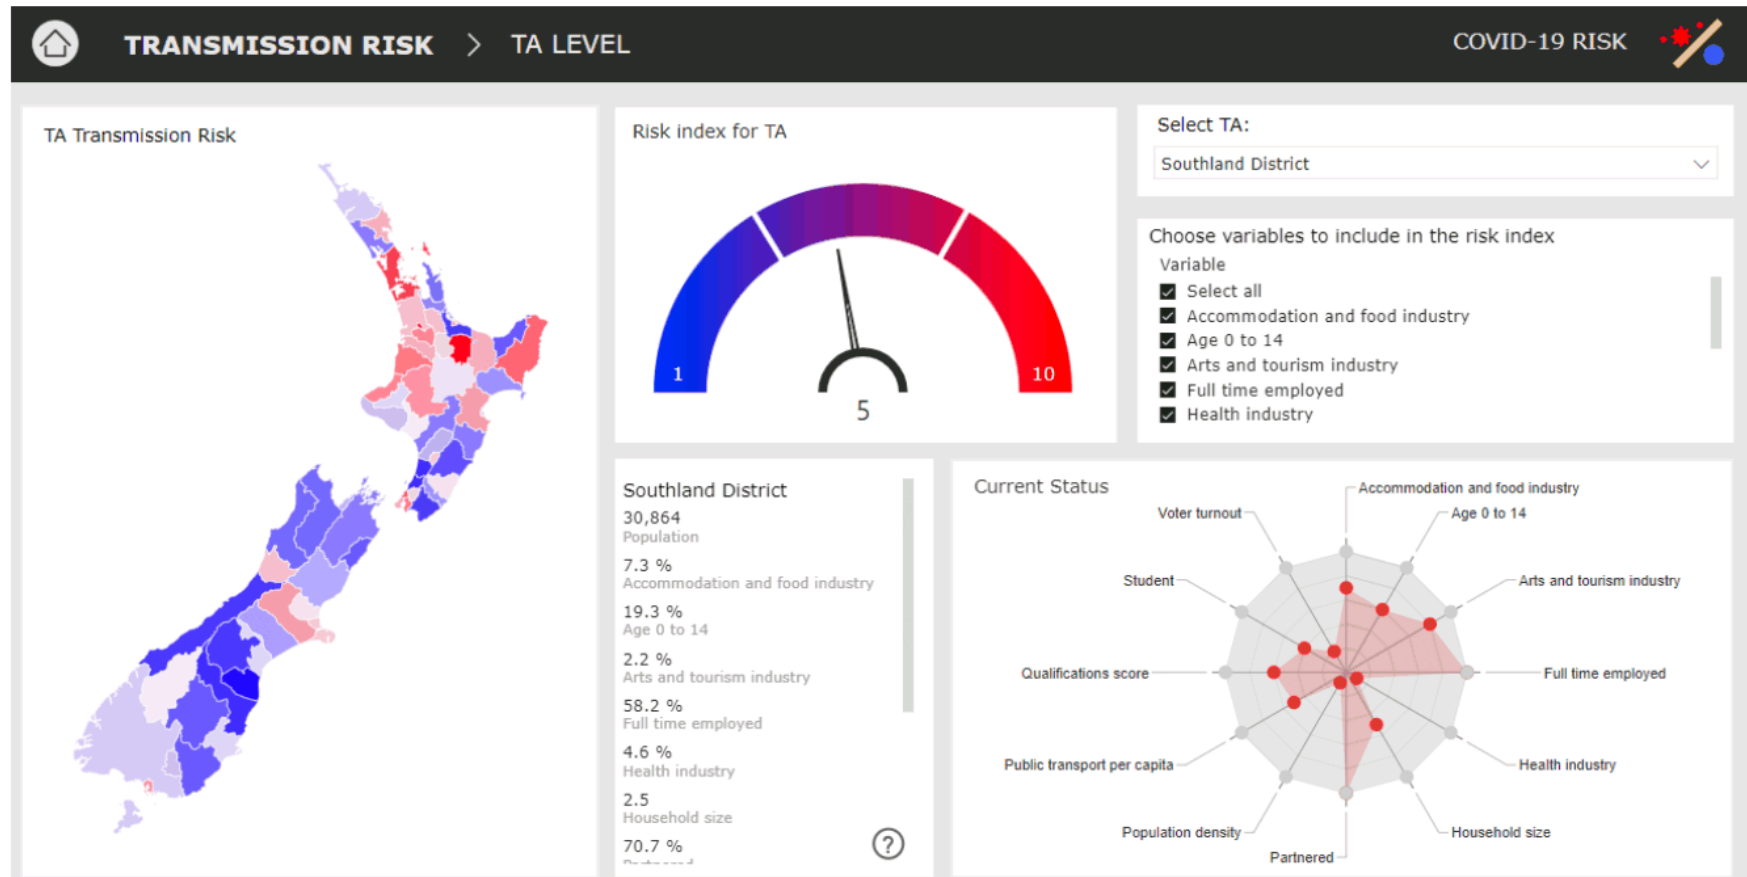 TRANSMISSION RISK > TA LEVEL
COVID-19 RISK
TA Transmission Risk
Risk index for TA
1
10
5
Select TA:
Southland District
Choose variables to include in the risk index
Variable
Select all
Accommodation and food industry
Age 0 to 14
Arts and tourism industry
Full time employed
Health industry
Southland District
30,864
Population
7.3 %
Accommodation and food industry
19.3 %
Age 0 to 14
2.2 %
Arts and tourism industry
58.2 %
Full time employed
4.6 %
Health industry
2.5
Household size
70.7 %
Partnered
?
Current Status
Accommodation and food industry
Voter turnout
Age 0 to 14
Student
Arts and tourism industry
Qualifications score
Full time employed
Public transport per capita
Health industry
Population density
Household size
Partnered